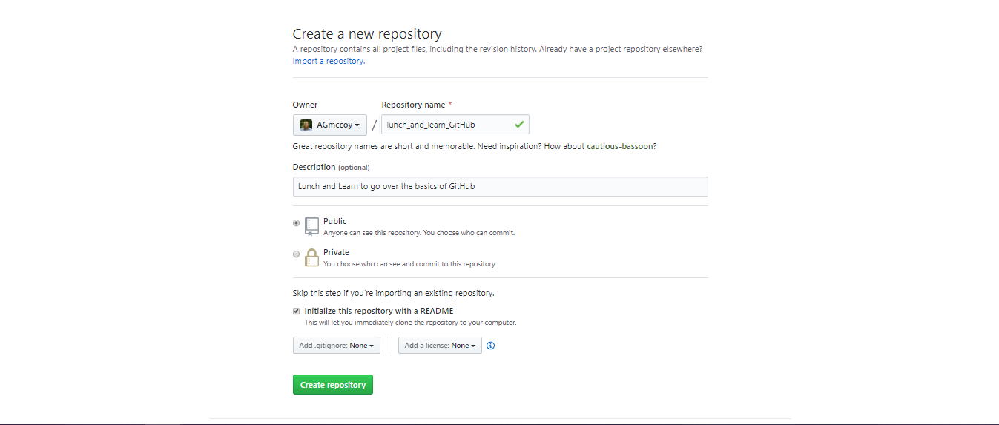 Create a new repository
A repository contains all project files, including the revision history. Already have a project repository elsewhere?
Import a repository.
Owner
Repository name *
AGmccoy / lunch_and_learn_GitHub
Great repository names are short and memorable. Need inspiration? How about cautious-bassoon?
Description (optional)
Lunch and Learn to go over the basics of GitHub
Public
Anyone can see this repository. You choose who can commit.
Private
You choose who can see and commit to this repository.
Skip this step if you're importing an existing repository.
Initialize this repository with a README
This will let you immediately clone the repository to your computer.
Add .gitignore: None
Add a license: None
Create repository